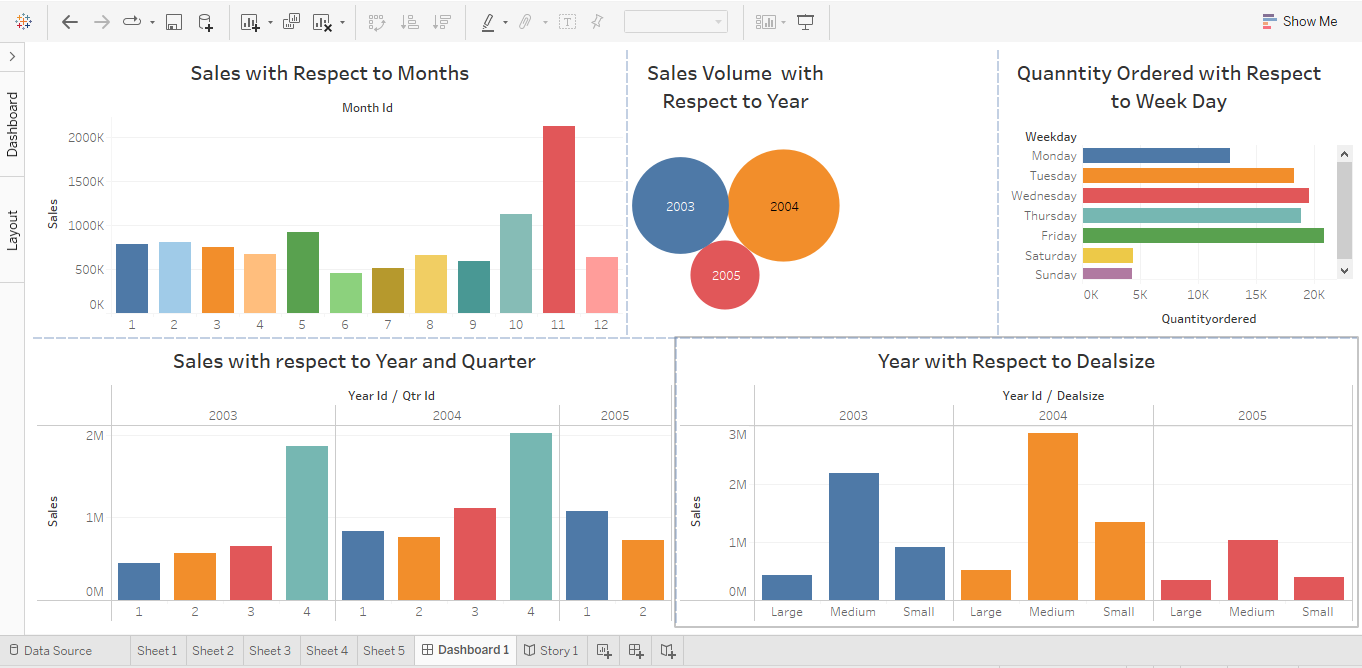 Show Me
Dashboard
Layout
Sales with Respect to Months
Month Id
Sales
2000K
1500K
1000K
500K
0K
1 2 3 4 5 6 7 8 9 10 11 12
Sales Volume with
Respect to Year
2003
2004
2005
Quanntity Ordered with Respect
to Week Day
Weekday
Monday
Tuesday
Wednesday
Thursday
Friday
Saturday
Sunday
0K 5K 10K 15K 20K
Quantityordered
Sales with respect to Year and Quarter
Year Id / Qtr Id
2003 2004 2005
Sales
2M
1M
0M
1 2 3 4 1 2 3 4 1 2
Year with Respect to Dealsize
Year Id / Dealsize
2003 2004 2005
Sales
3M
2M
1M
0M
Large Medium Small Large Medium Small Large Medium Small
Data Source Sheet 1 Sheet 2 Sheet 3 Sheet 4 Sheet 5 Dashboard 1 Story 1